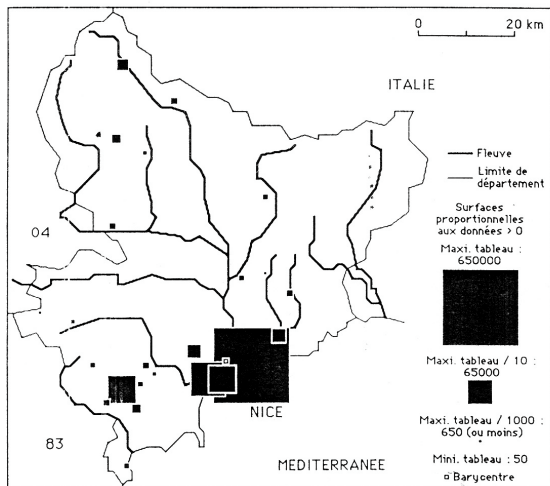 0 20 km
ITALIE
Fleuve
Limite de
département
Surfaces
proportionnelles
aux données > 0
Maxi. tableau :
650000
Maxi. tableau / 10 :
65000
Maxi. tableau / 1000 :
650 (ou moins)
Mini. tableau : 50
Barycentre
04
83
NICE
MEDITERRANEE